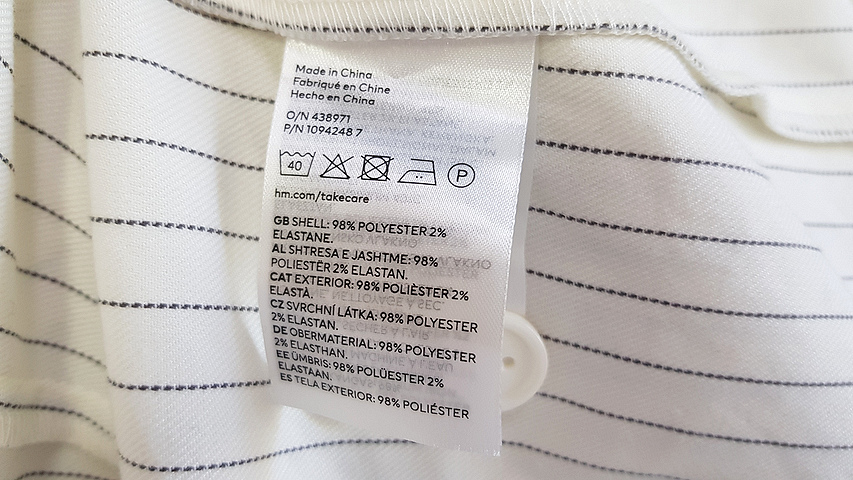 Made in China
Fabriqué en Chine
Hecho en China
O/N 438971
P/N 1094248 7
40
P
hm.com/takecare
GB SHELL: 98% POLYESTER 2%
ELASTANE.
AL SHTRESA E JASHTME: 98%
POLIESTËR 2% ELASTAN.
CAT EXTERIOR: 98% POLIÈSTER 2%
ELASTÀ.
CZ SVRCHNÍ LÁTKA: 98% POLYESTER
2% ELASTAN.
DE OBERMATERIAL: 98% POLYESTER
2% ELASTHAN.
EE ÜMBRIS: 98% POLÜESTER 2%
ELASTAAN.
ES TELA EXTERIOR: 98% POLIÉSTER